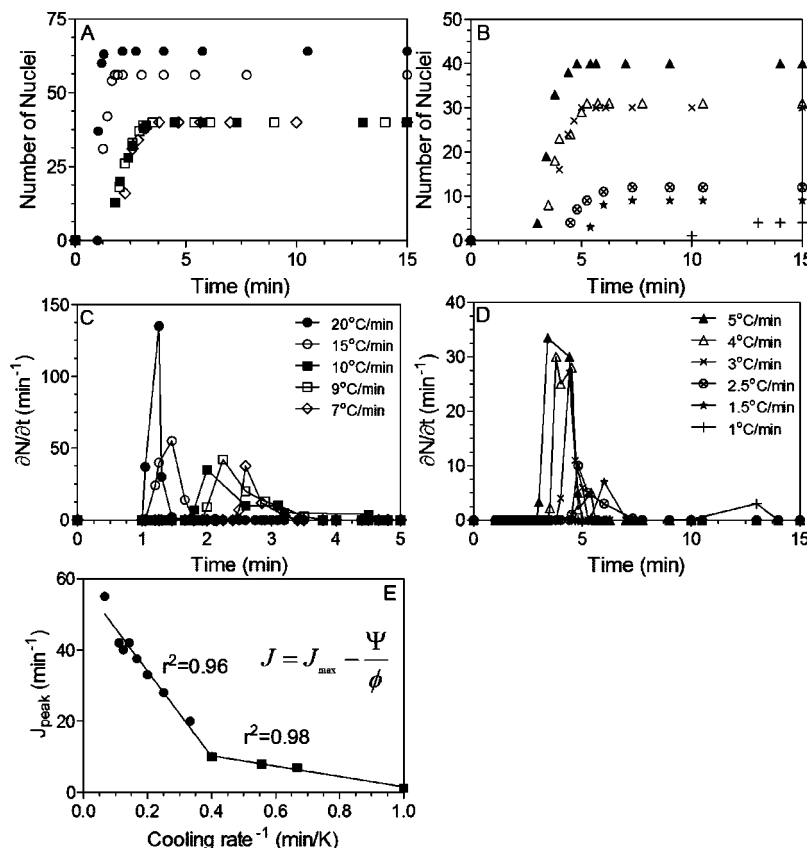 A
Number of Nuclei
75
50
25
0
0
5
10
15
Time (min)
B
Number of Nuclei
50
40
30
20
10
0
0
5
10
15
Time (min)
C
∂N/∂t (min⁻¹)
150
100
50
0
0
1
2
3
4
5
Time (min)
20°C/min
15°C/min
10°C/min
9°C/min
7°C/min
D
∂N/∂t (min⁻¹)
40
30
20
10
0
0
5
10
15
Time (min)
5°C/min
4°C/min
3°C/min
2.5°C/min
1.5°C/min
1°C/min
E
J_peak (min⁻¹)
60
40
20
0
0.0
0.2
0.4
0.6
0.8
1.0
r²=0.96
r²=0.98
J = J_max − Ψ/ϕ
Cooling rate⁻¹ (min/K)